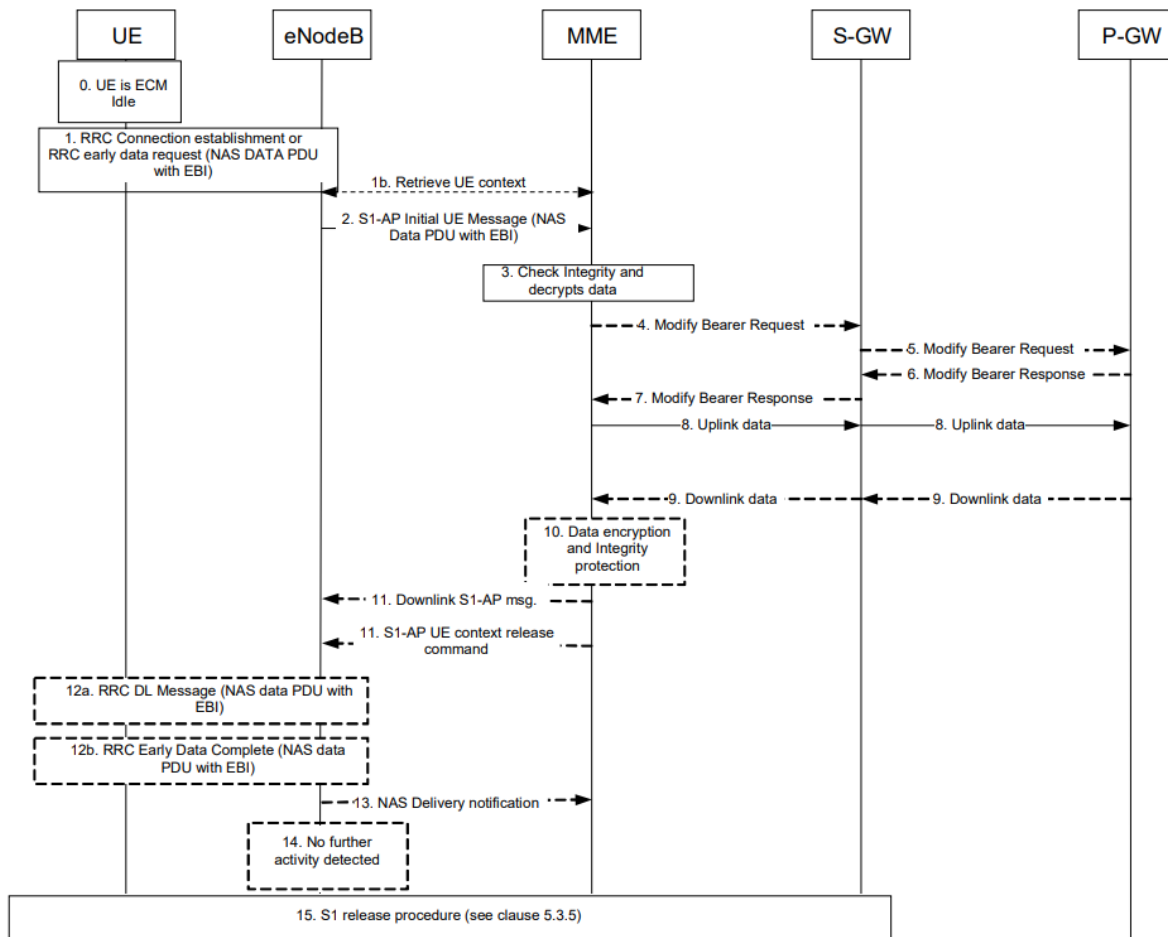 UE
eNodeB
MME
S-GW
P-GW
0. UE is ECM
Idle
1. RRC Connection establishment or
RRC early data request (NAS DATA PDU
with EBI)
1b. Retrieve UE context
2. S1-AP Initial UE Message (NAS
Data PDU with EBI)
3. Check Integrity and
decrypts data
4. Modify Bearer Request
5. Modify Bearer Request
6. Modify Bearer Response
7. Modify Bearer Response
8. Uplink data
8. Uplink data
9. Downlink data
9. Downlink data
10. Data encryption
and Integrity
protection
11. Downlink S1-AP msg.
11. S1-AP UE context release
command
12a. RRC DL Message (NAS data PDU with
EBI)
12b. RRC Early Data Complete (NAS data
PDU with EBI)
13. NAS Delivery notification
14. No further
activity detected
15. S1 release procedure (see clause 5.3.5)